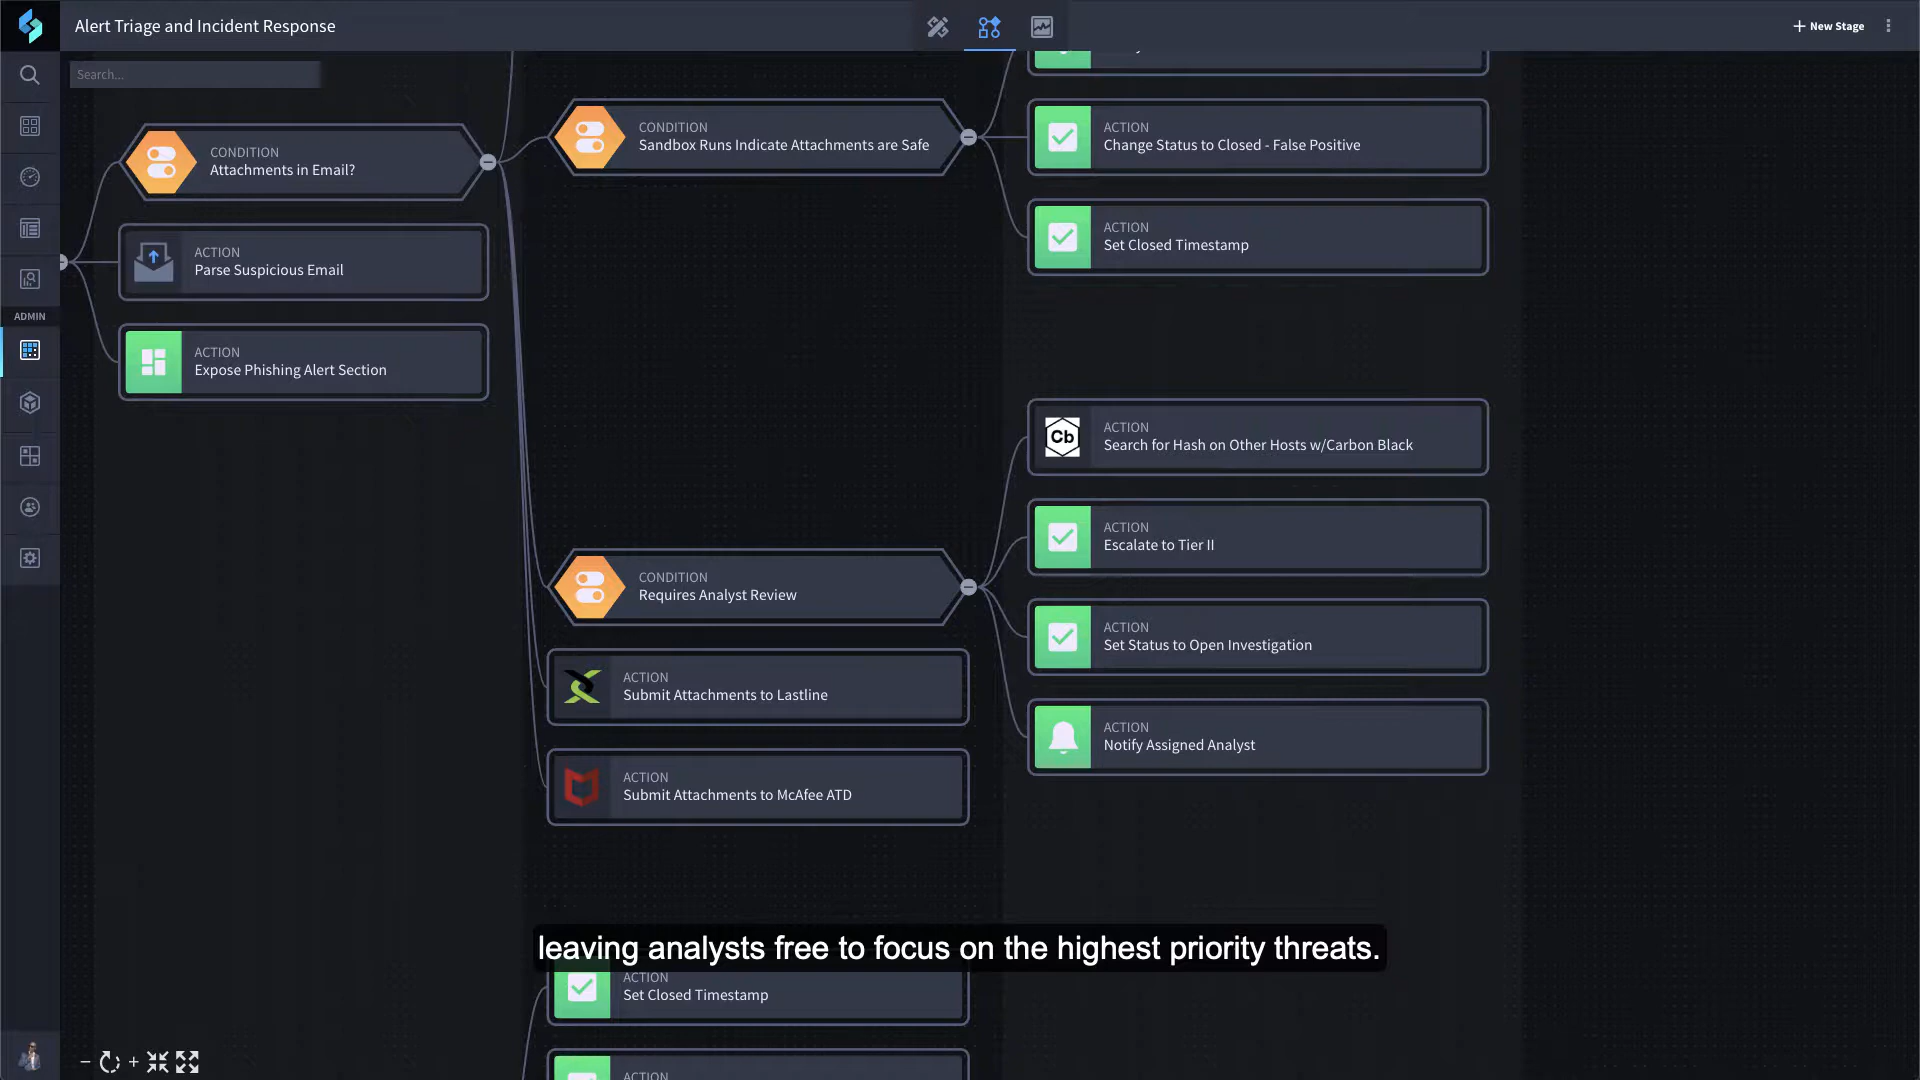 Alert Triage and Incident Response
New Stage
Search...
CONDITION
Attachments in Email?
ACTION
Parse Suspicious Email
ADMIN
ACTION
Expose Phishing Alert Section
CONDITION
Sandbox Runs Indicate Attachments are Safe
ACTION
Change Status to Closed - False Positive
ACTION
Set Closed Timestamp
ACTION
Search for Hash on Other Hosts w/Carbon Black
Cb
ACTION
Escalate to Tier II
CONDITION
Requires Analyst Review
ACTION
Set Status to Open Investigation
ACTION
Submit Attachments to Lastline
ACTION
Notify Assigned Analyst
ACTION
Submit Attachments to McAfee ATD
leaving analysts free to focus on the highest priority threats.
ACTION
Set Closed Timestamp
ACTION